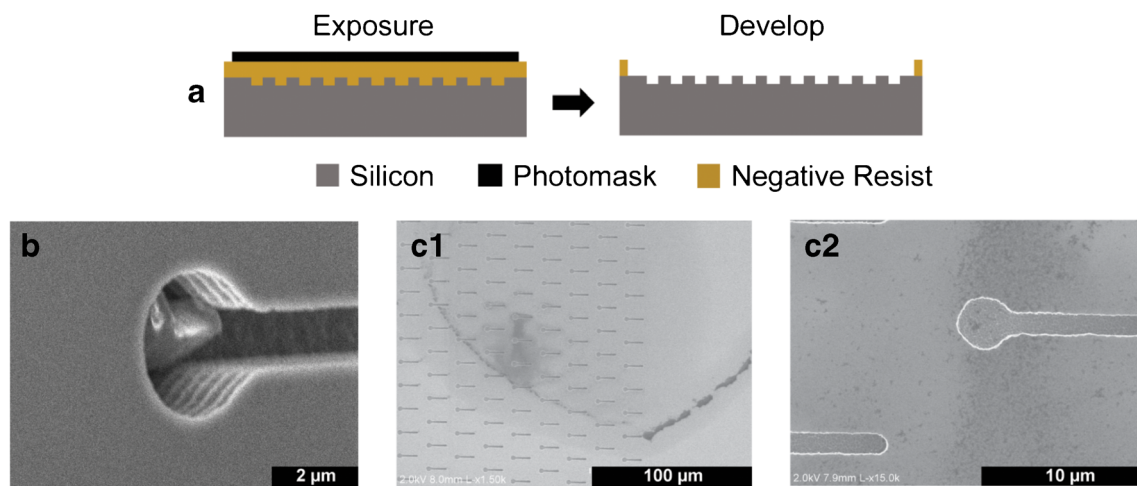 Exposure
Develop
a
Silicon
Photomask
Negative Resist
b
2 µm
c1
2.0kV 8.0mm L-x1.50k
100 µm
c2
2.0kV 7.9mm L-x15.0k
10 µm